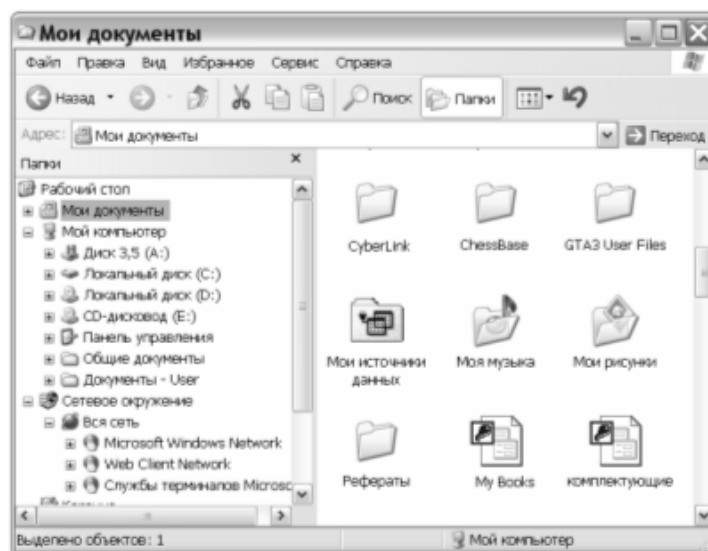 Мои документы
Файл Правка Вид Избранное Сервис Справка
Назад Поиск Папки
Адрес: Мои документы Переход
Папки
Рабочий стол
Мои документы
Мой компьютер
Диск 3,5 (A:)
Локальный диск (C:)
Локальный диск (D:)
CD-дисковод (E:)
Панель управления
Общие документы
Документы - User
Сетевое окружение
Вся сеть
Microsoft Windows Network
Web Client Network
Службы терминалов Microsc
CyberLink ChessBase GTA3 User Files
Мои источники данных Моя музыка Мои рисунки
Рефераты My Books комплектующие
Выделено объектов: 1 Мой компьютер